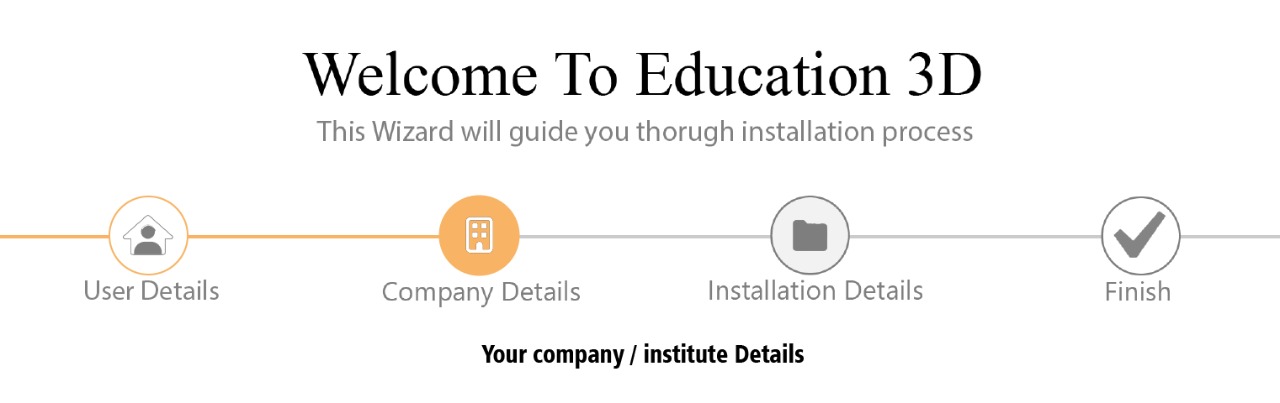 Welcome To Education 3D
This Wizard will guide you thorugh installation process
User Details
Company Details
Installation Details
Finish
Your company / institute Details